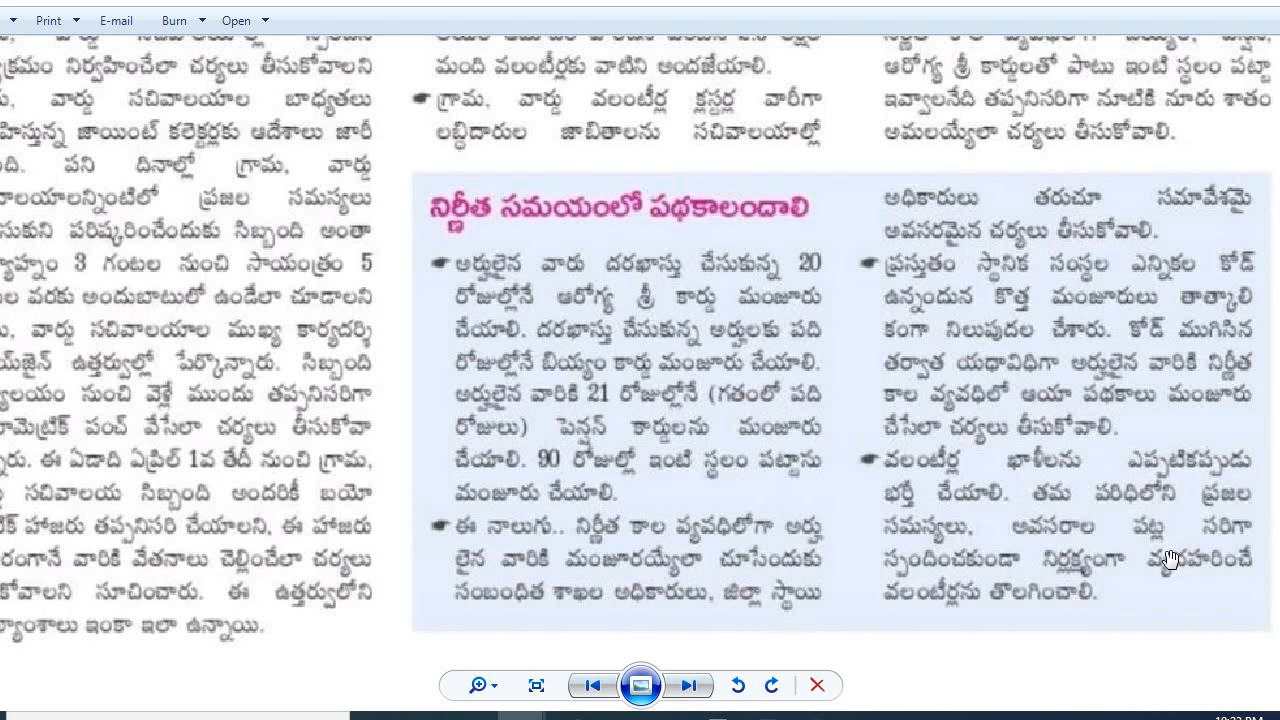 Print E-mail Burn Open
క్రమం నిర్వహించేలా చర్యలు తీసుకోవాలని
వార్డు సచివాలయాల బాధ్యతలు
హిస్తున్న జాయింట్ కలెక్టర్లకు ఆదేశాలు జారీ
పని దినాల్లో గ్రామ, వార్డు
వాలయాలన్నింటిలో ప్రజల సమస్యలు
సుకుని పరిష్కరించేందుకు సిబ్బంది అంతా
3 గంటల నుంచి సాయంత్రం 5
ల వరకు అందుబాటులో ఉండేలా చూడాలని
వార్డు సచివాలయాల ముఖ్య కార్యదర్శి
య్‌జైన్ ఉత్తర్వుల్లో పేర్కొన్నారు. సిబ్బంది
లయం నుంచి వెళ్లే ముందు తప్పనిసరిగా
మెట్రిక్ పంచ్ వేసేలా చర్యలు తీసుకోవా
రు. ఈ ఏడాది ఏప్రిల్ 1వ తేదీ నుంచి గ్రామ,
సచివాలయ సిబ్బంది అందరికీ బయో
క్ హాజరు తప్పనిసరి చేయాలని, ఈ హాజరు
రంగానే వారికి వేతనాలు చెల్లించేలా చర్యలు
కోవాలని సూచించారు. ఈ ఉత్తర్వులోని
ఇంకా ఇలా ఉన్నాయి.
మంది వలంటీర్లకు వాటిని అందజేయాలి.
గ్రామ, వార్డు వలంటీర్ల క్లస్టర్ల వారీగా
లబ్ధిదారుల జాబితాలను సచివాలయాల్లో
ఆరోగ్య శ్రీ కార్డులతో పాటు ఇంటి స్థలం పట్టా
ఇవ్వాలనేది తప్పనిసరిగా నూటికి నూరు శాతం
అమలయ్యేలా చర్యలు తీసుకోవాలి.
నిర్ణీత సమయంలో పథకాలందాలి
అర్హులైన వారు దరఖాస్తు చేసుకున్న 20
రోజుల్లోనే ఆరోగ్య శ్రీ కార్డు మంజూరు
చేయాలి. దరఖాస్తు చేసుకున్న అర్హులకు పది
రోజుల్లోనే బియ్యం కార్డు మంజూరు చేయాలి.
అర్హులైన వారికి 21 రోజుల్లోనే (గతంలో పది
రోజులు) పెన్షన్ కార్డులను మంజూరు
చేయాలి. 90 రోజుల్లో ఇంటి స్థలం పట్టాను
మంజూరు చేయాలి.
ఈ నాలుగు.. నిర్ణీత కాల వ్యవధిలోగా అర్హు
లైన వారికి మంజూరయ్యేలా చూసేందుకు
సంబంధిత శాఖల అధికారులు, జిల్లా స్థాయి
అధికారులు తరుచూ సమావేశమై
అవసరమైన చర్యలు తీసుకోవాలి.
ప్రస్తుతం స్థానిక సంస్థల ఎన్నికల కోడ్
ఉన్నందున కొత్త మంజూరులు తాత్కాలి
కంగా నిలుపుదల చేశారు. కోడ్ ముగిసిన
తర్వాత యధావిధిగా అర్హులైన వారికి నిర్ణీత
కాల వ్యవధిలో ఆయా పథకాలు మంజూరు
చేసేలా చర్యలు తీసుకోవాలి.
వలంటీర్ల ఖాళీలను ఎప్పటికప్పుడు
భర్తీ చేయాలి. తమ పరిధిలోని ప్రజల
సమస్యలు, అవసరాల పట్ల సరిగా
స్పందించకుండా నిర్లక్ష్యంగా వ్యవహరించే
వలంటీర్లను తొలగించాలి.